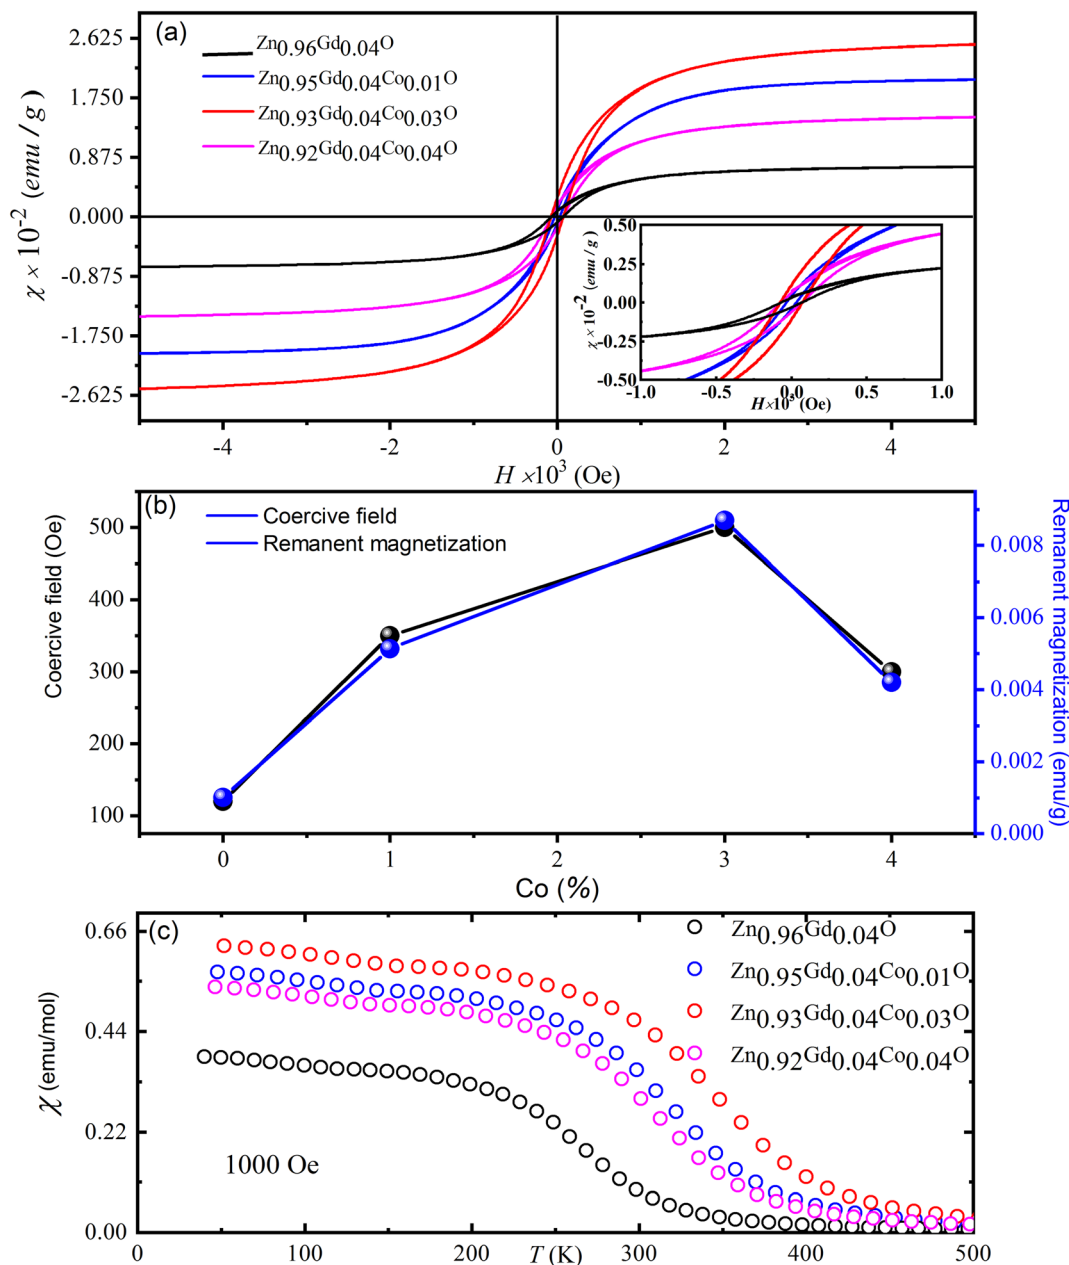 (a)
Zn0.96Gd0.04O
Zn0.95Gd0.04Co0.01O
Zn0.93Gd0.04Co0.03O
Zn0.92Gd0.04Co0.04O
χ × 10-2 (emu / g)
2.625
1.750
0.875
0.000
-0.875
-1.750
-2.625
-4
-2
0
2
4
H ×10³ (Oe)
χ ×10-2 (emu / g)
0.50
0.25
0.00
-0.25
-0.50
-1.0
-0.5
0.0
0.5
1.0
H×10³ (Oe)
(b)
Coercive field
Remanent magnetization
Coercive field (Oe)
500
400
300
200
100
Remanent magnetization (emu/g)
0.008
0.006
0.004
0.002
0.000
0
1
2
3
4
Co (%)
(c)
Zn0.96Gd0.04O
Zn0.95Gd0.04Co0.01O
Zn0.93Gd0.04Co0.03O
Zn0.92Gd0.04Co0.04O
χ (emu/mol)
0.66
0.44
0.22
0.00
1000 Oe
0
100
200
300
400
500
T (K)